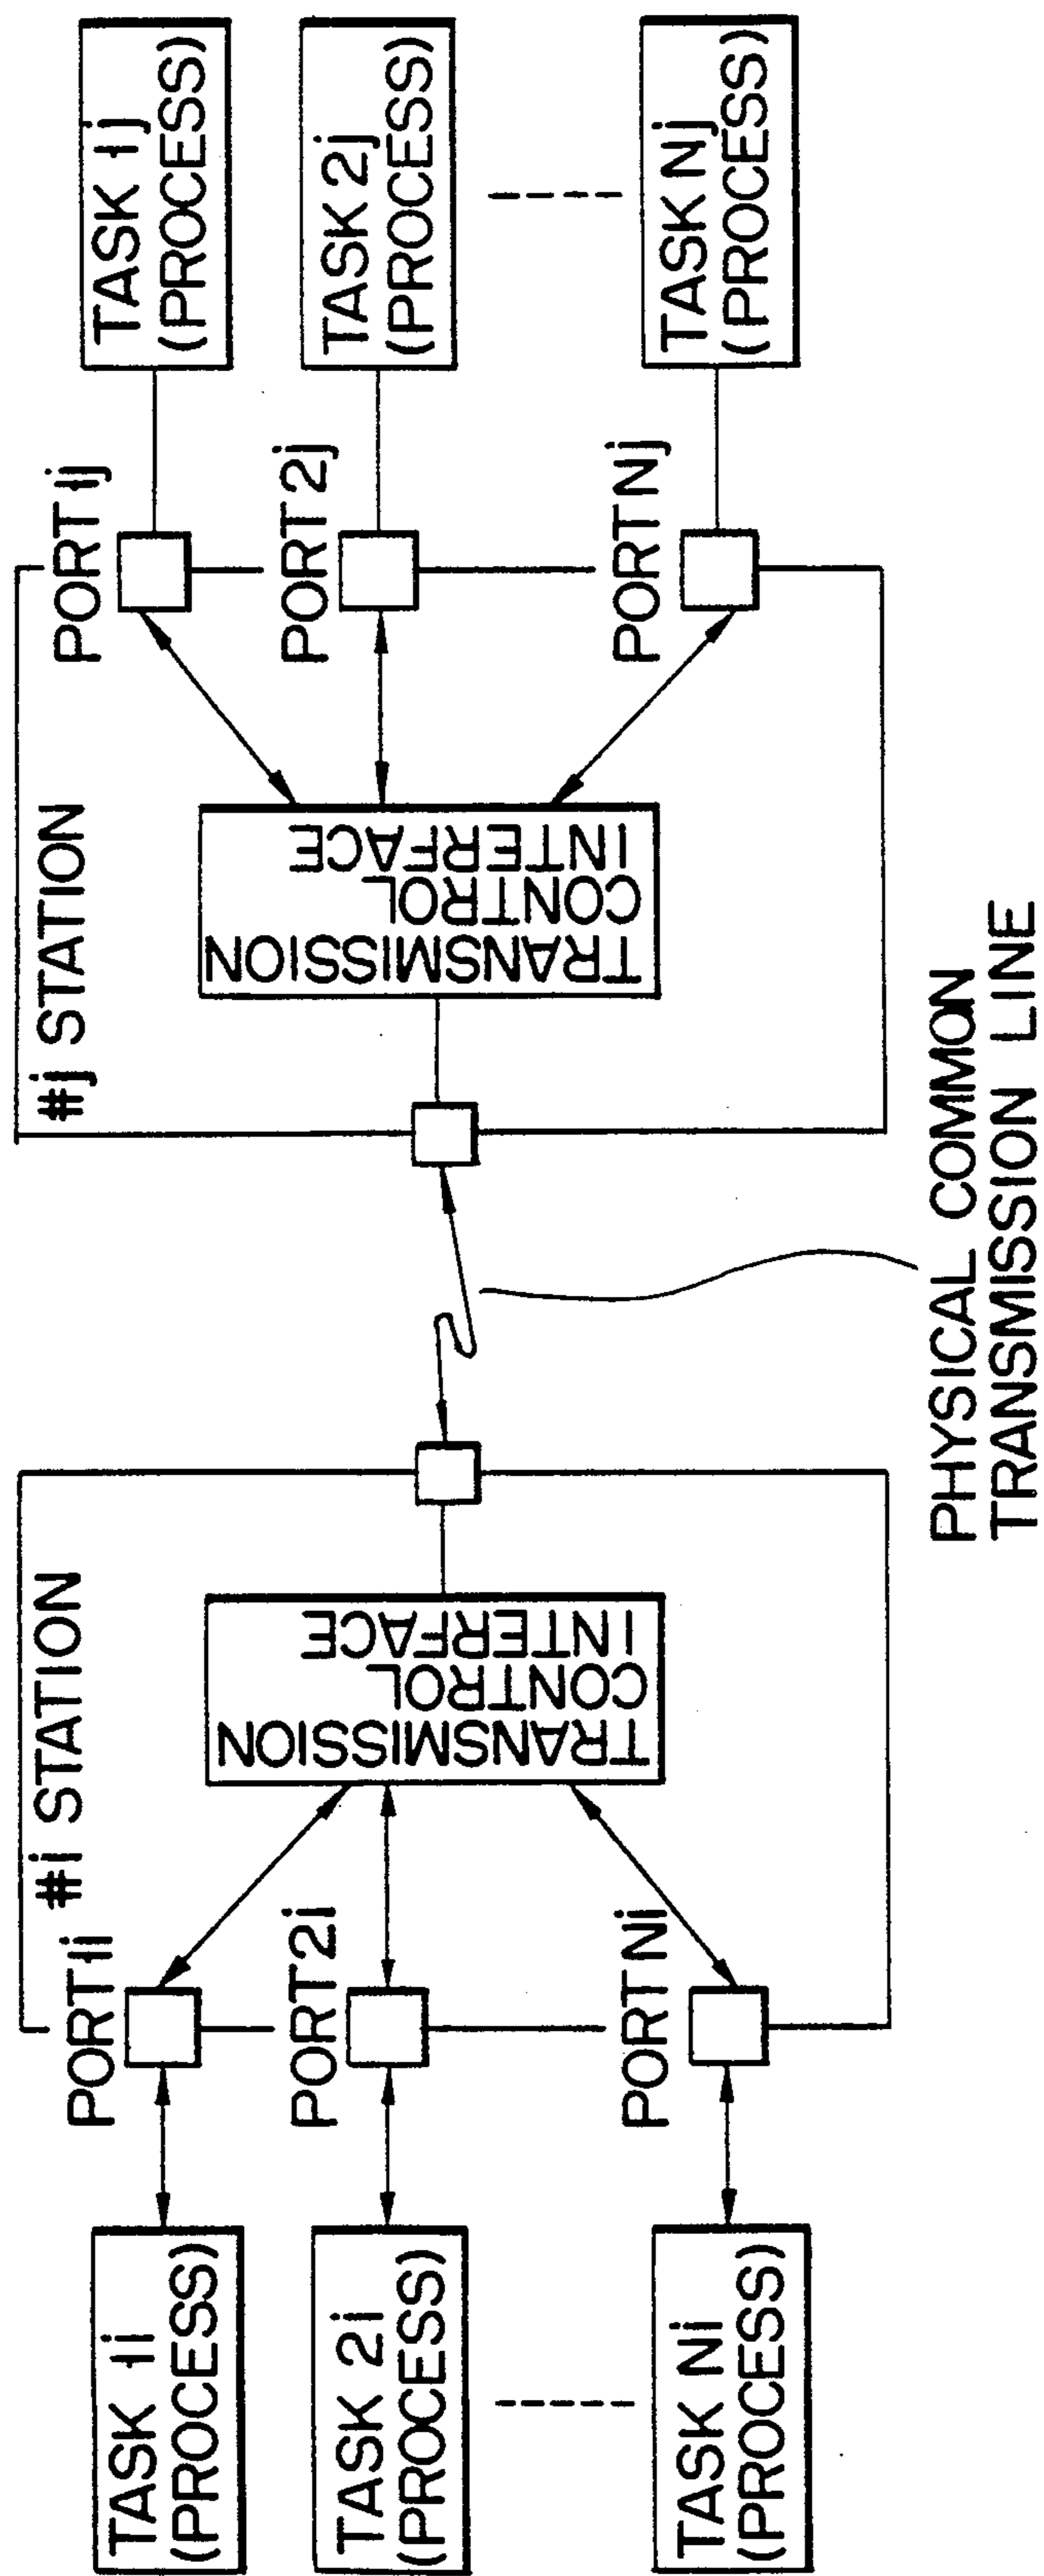 #i STATION
#j STATION
TASK 1i
(PROCESS)
PORT 1i
TRANSMISSION
CONTROL
INTERFACE
TRANSMISSION
CONTROL
INTERFACE
PORT 1j
TASK 1j
(PROCESS)
TASK 2i
(PROCESS)
PORT 2i
PORT 2j
TASK 2j
(PROCESS)
TASK Ni
(PROCESS)
PORT Ni
PORT Nj
TASK Nj
(PROCESS)
PHYSICAL COMMON
TRANSMISSION LINE